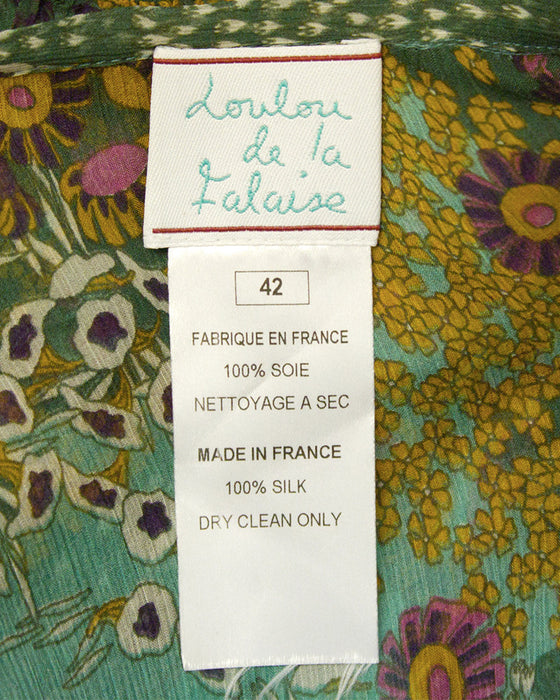 Loulou
de la
Falaise
42
FABRIQUE EN FRANCE
100% SOIE
NETTOYAGE A SEC
MADE IN FRANCE
100% SILK
DRY CLEAN ONLY